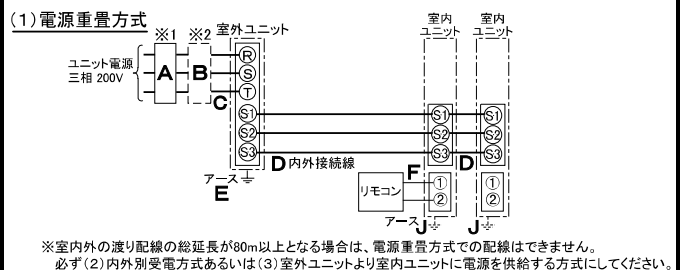 (1)電源重畳方式
※1
※2
室外ユニット
室内
ユニット
室内
ユニット
ユニット電源
三相 200V
A
B
C
R
S
T
S1
S2
S3
S1
S2
S3
S1
S2
S3
D 内外接続線
D
アース
E
F
リモコン
①
②
①
②
アース J
J
※室内外の渡り配線の総延長が80m以上となる場合は、電源重畳方式での配線はできません。
必ず(2)内外別受電方式あるいは(3)室外ユニットより室内ユニットに電源を供給する方式にしてください。